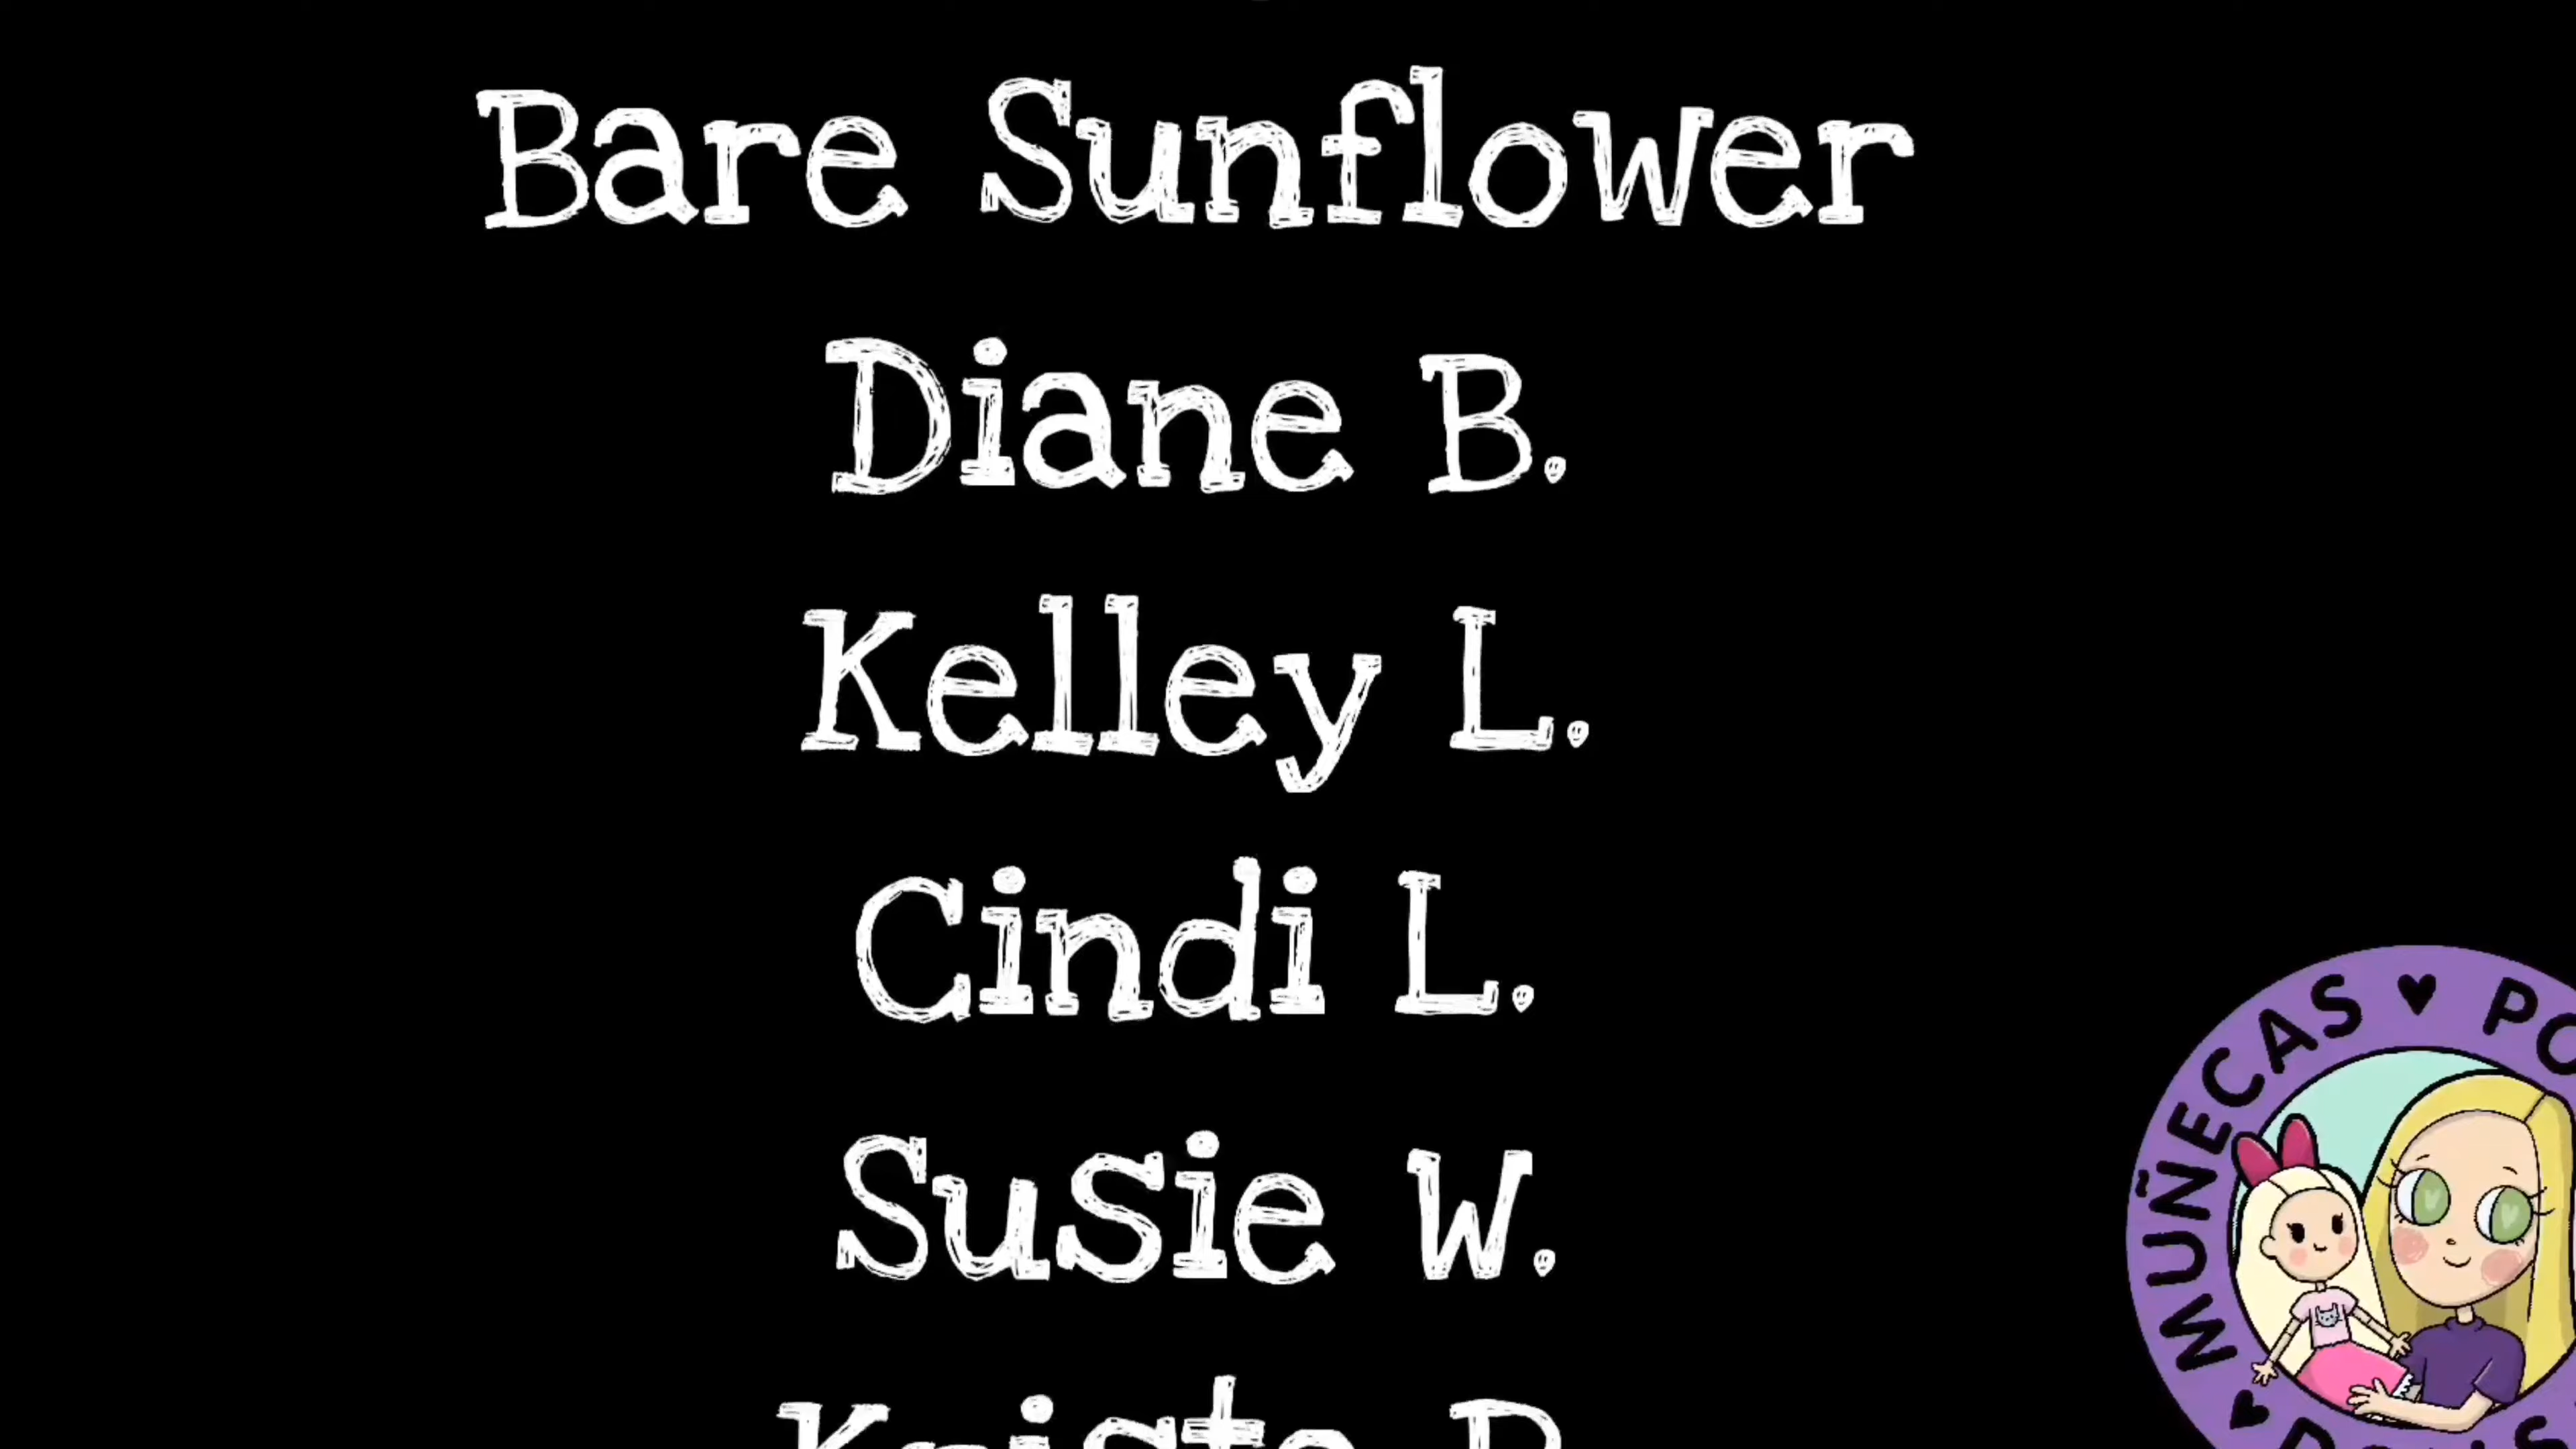 Bare Sunflower
Diane B.
Kelley L.
Cindi L.
Susie W.
MUÑECAS